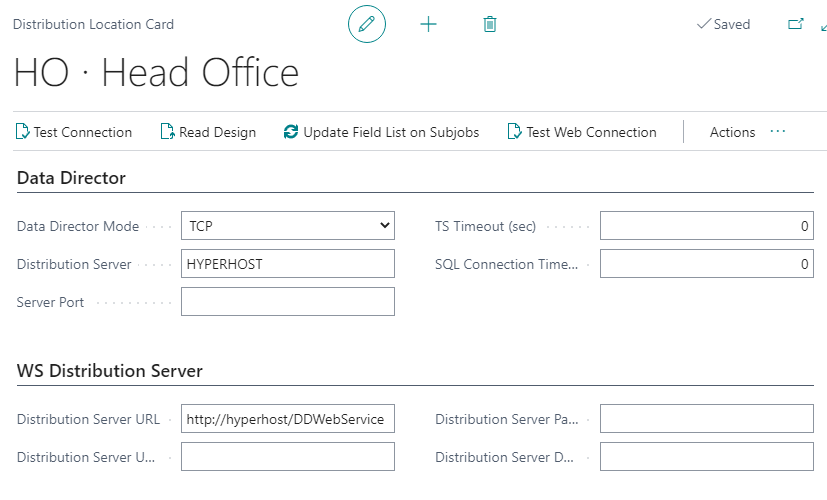 Distribution Location Card
Saved
HO · Head Office
Test Connection Read Design Update Field List on Subjobs Test Web Connection Actions ···
Data Director
Data Director Mode TCP TS Timeout (sec) 0
Distribution Server HYPERHOST SQL Connection Time... 0
Server Port
WS Distribution Server
Distribution Server URL http://hyperhost/DDWebService Distribution Server Pa...
Distribution Server U... Distribution Server D...